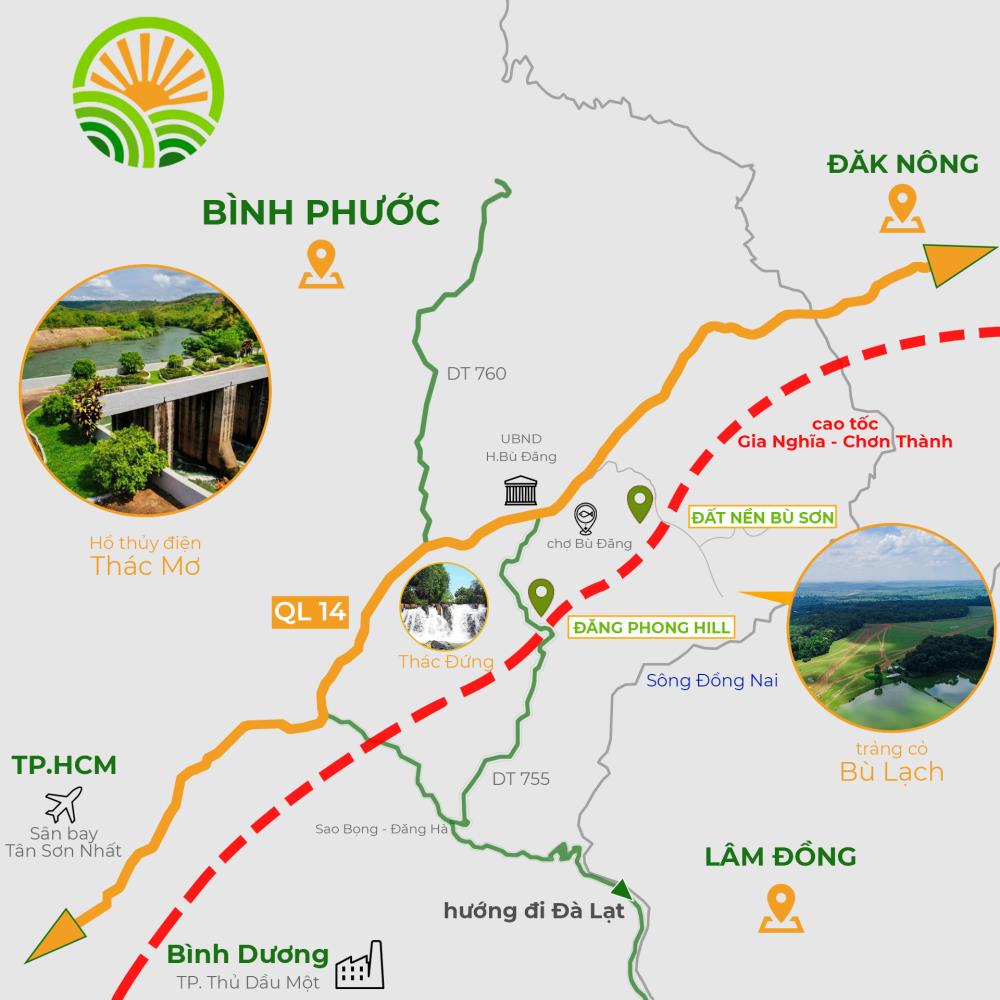 ĐĂK NÔNG
BÌNH PHƯỚC
DT 760
cao tốc
Gia Nghĩa - Chơn Thành
UBND
H.Bù Đăng
ĐẤT NỀN BÙ SƠN
chợ Bù Đăng
Hồ thủy điện
Thác Mơ
QL 14
ĐĂNG PHONG HILL
Thác Đứng
Sông Đồng Nai
trảng cỏ
Bù Lạch
TP.HCM
Sân bay
Tân Sơn Nhất
DT 755
Sao Bọng - Đăng Hà
LÂM ĐỒNG
hướng đi Đà Lạt
Bình Dương
TP. Thủ Dầu Một